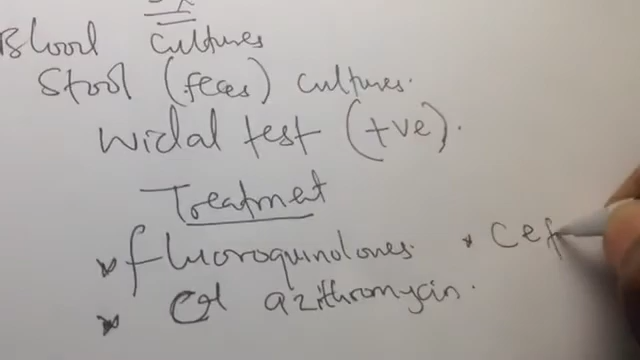 Blood cultures
Stool (feces) cultures.
Widal test (+ve).
Treatment
* fluoroquinolones. * Cef
* azithromycin.